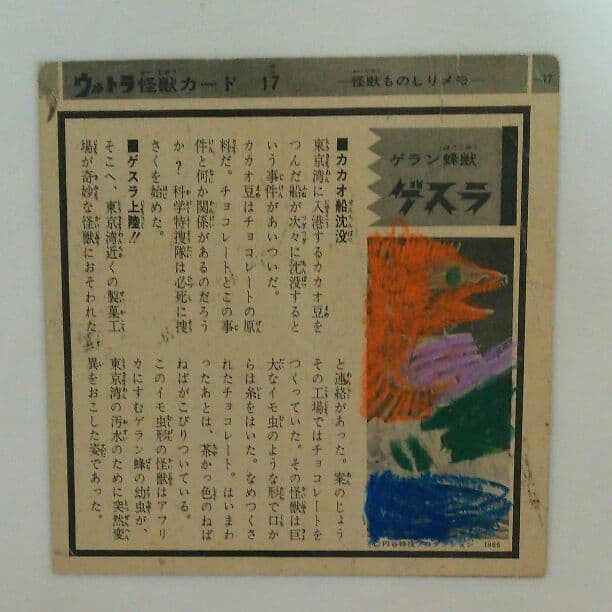 ウルトラ怪獣カード 17
―怪獣ものしりメモ―
17
ゲラン蜂獣
ゲスラ
■カカオ船沈没
東京湾に入港するカカオ豆を
つんだ船が次々に沈没すると
いう事件があいついだ。
カカオ豆はチョコレートの原
料だ。チョコレートとこの事
件と何か関係があるのだろう
か？科学特捜隊は必死に捜
さくを始めた。
■ゲスラ上陸!!
そこへ、東京湾近くの製菓工
場が奇妙な怪獣におそわれた
と連絡があった。案のじょう
その工場ではチョコレートを
つくっていた。その怪獣は巨
大なイモ虫のような形で口か
らは糸をはいた。なめつくさ
れたチョコレート。はいまわ
ったあとは、茶かっ色のねば
ねばがこびりついている。
このイモ虫形の怪獣はアフリ
カにすむゲラン蜂の幼虫が、
東京湾の汚水のために突然変
異をおこした姿であった。
円谷特技プロダクション 1966